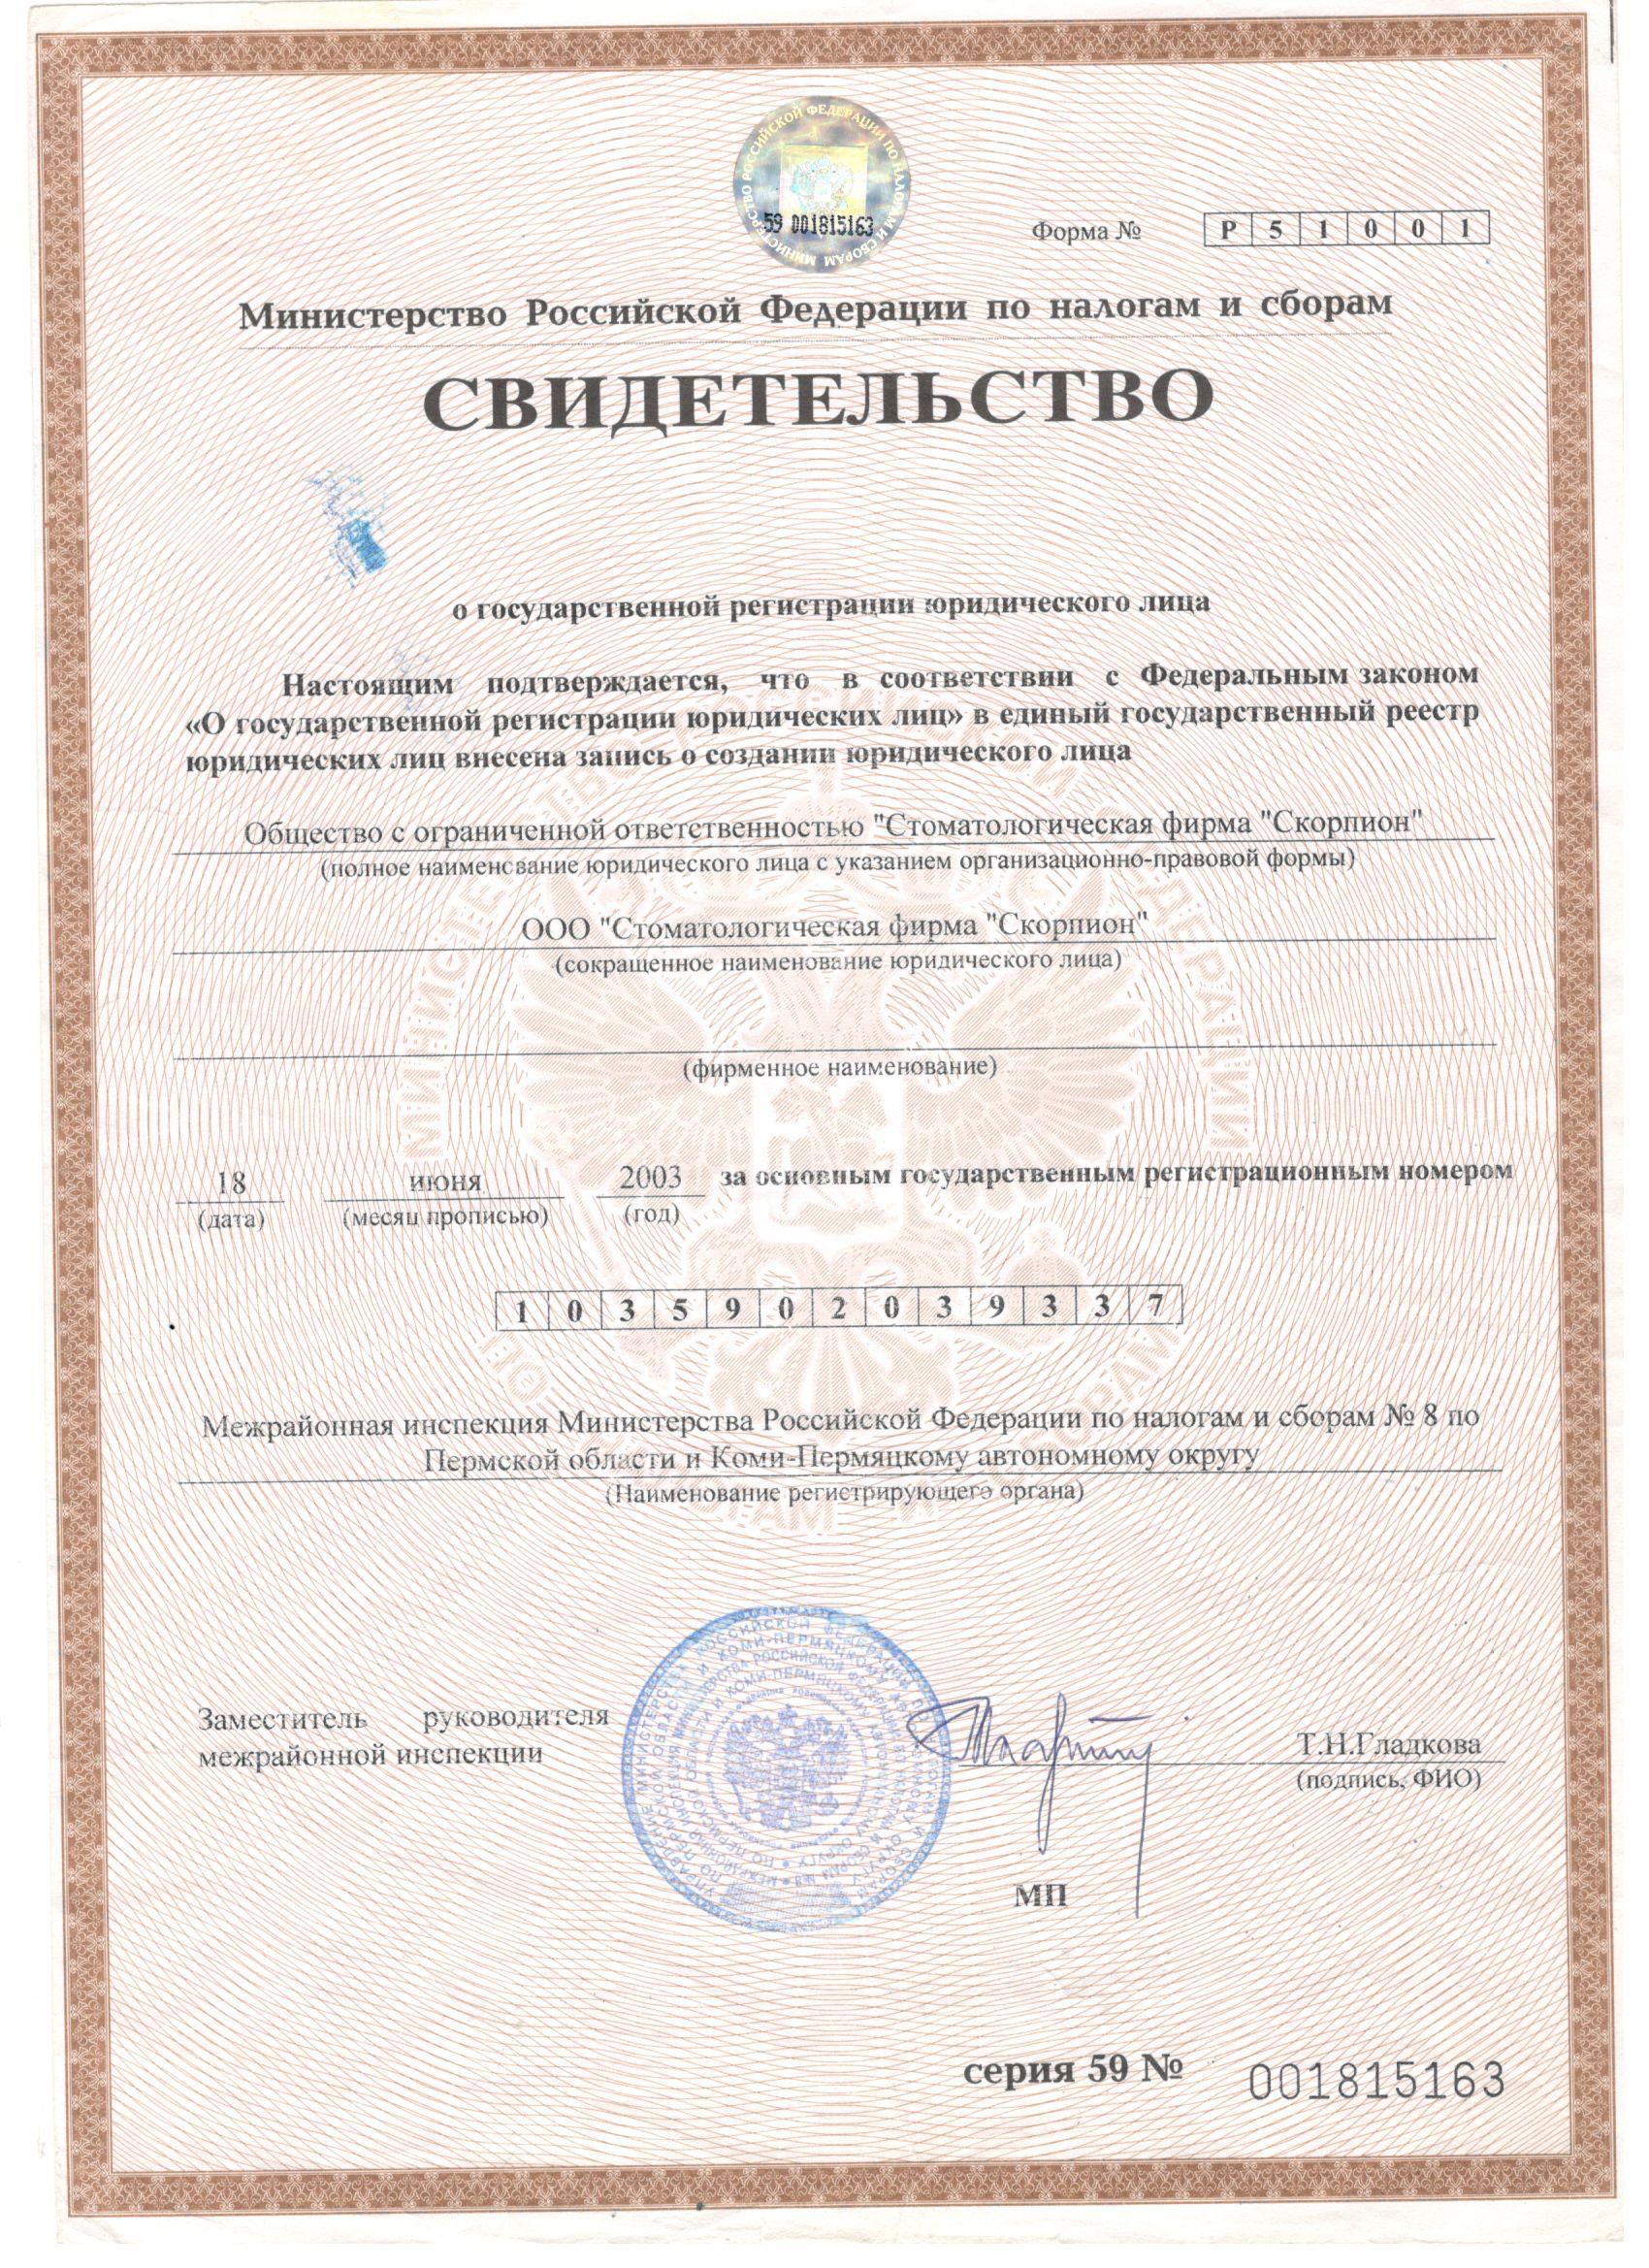 МИНИСТЕРСТВО РОССИЙСКОЙ ФЕДЕРАЦИИ ПО НАЛОГАМ И СБОРАМ
59 001815163
Форма № Р 5 1 0 0 1
Министерство Российской Федерации по налогам и сборам
СВИДЕТЕЛЬСТВО
о государственной регистрации юридического лица
Настоящим подтверждается, что в соответствии с Федеральным законом
«О государственной регистрации юридических лиц» в единый государственный реестр
юридических лиц внесена запись о создании юридического лица
Общество с ограниченной ответственностью "Стоматологическая фирма "Скорпион"
(полное наименование юридического лица с указанием организационно-правовой формы)
ООО "Стоматологическая фирма "Скорпион"
(сокращенное наименование юридического лица)
(фирменное наименование)
18 июня 2003 за основным государственным регистрационным номером
(дата) (месяц прописью) (год)
1 0 3 5 9 0 2 0 3 9 3 3 7
Межрайонная инспекция Министерства Российской Федерации по налогам и сборам № 8 по
Пермской области и Коми-Пермяцкому автономному округу
(Наименование регистрирующего органа)
Заместитель руководителя
межрайонной инспекции
Т.Н.Гладкова
(подпись, ФИО)
МП
серия 59 № 001815163